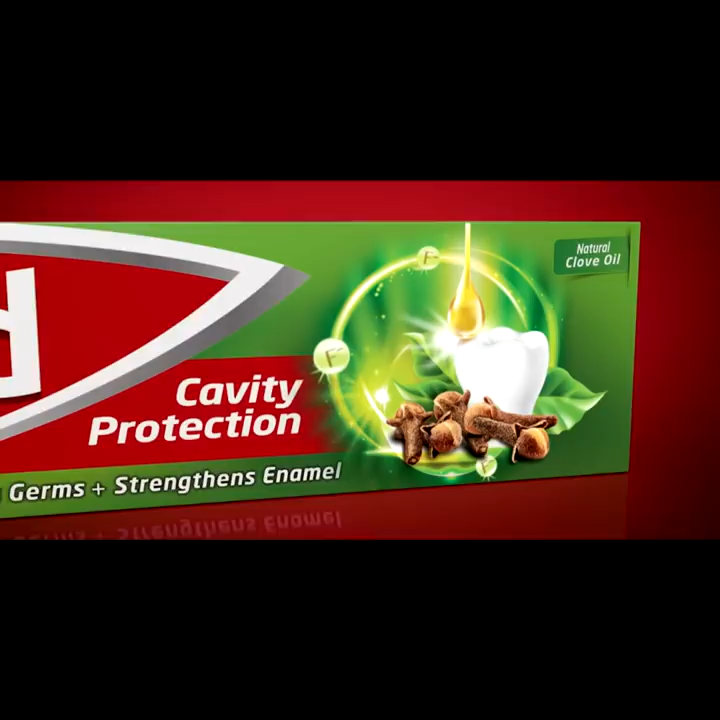 d
Natural
Clove Oil
F-
F-
Cavity
Protection
Germs + Strengthens Enamel